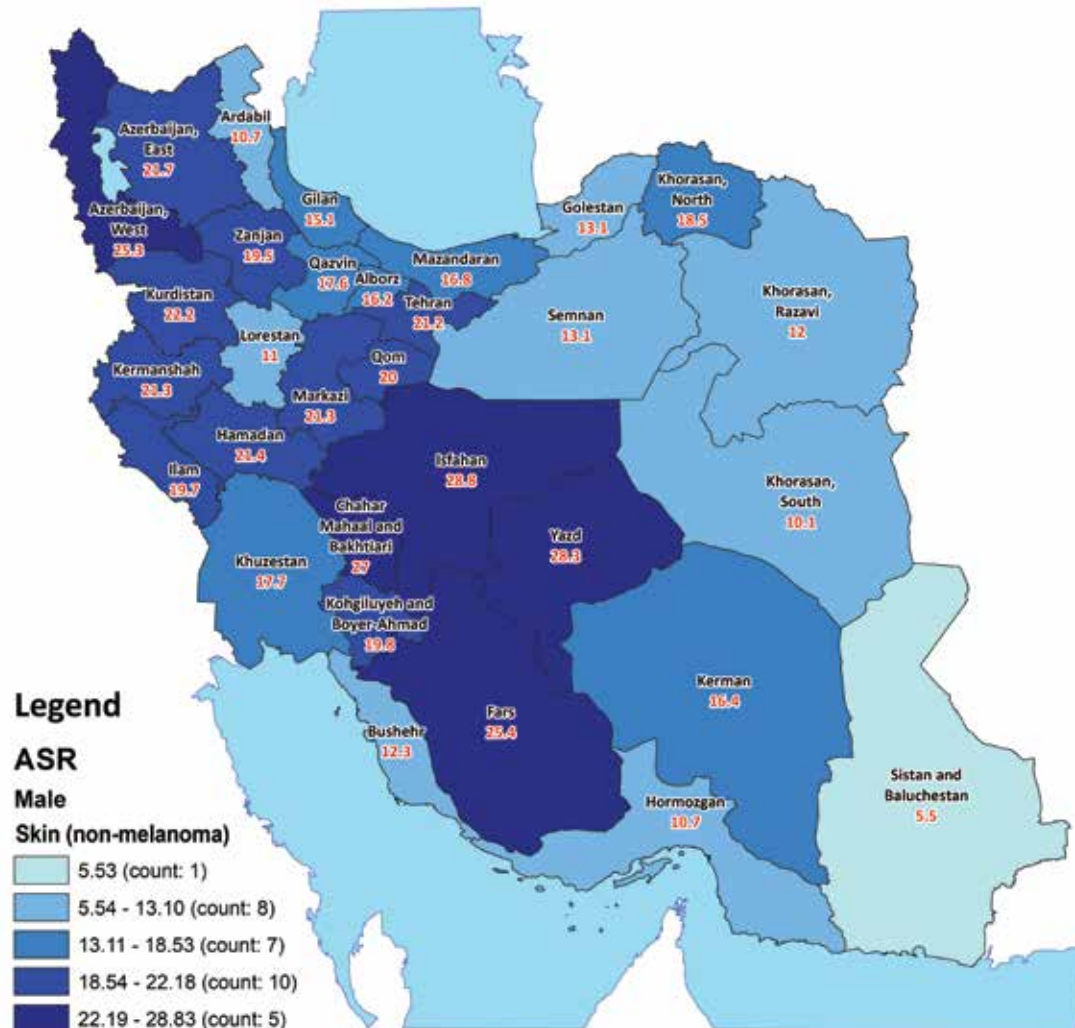 Ardabil
10.7
Azerbaijan,
East
21.7
Gilan
15.1
Khorasan,
North
18.5
Golestan
13.1
Azerbaijan,
West
25.3
Zanjan
19.5
Qazvin
17.6
Alborz
16.2
Mazandaran
16.8
Tehran
21.2
Kurdistan
22.2
Lorestan
11
Semnan
13.1
Khorasan,
Razavi
12
Kermanshah
21.3
Qom
20
Markazi
21.3
Hamadan
21.4
Ilam
19.7
Isfahan
28.8
Khorasan,
South
10.1
Chahar
Mahaal and
Bakhtiari
27
Yazd
28.3
Khuzestan
17.7
Kohgiluyeh and
Boyer-Ahmad
19.8
Kerman
16.4
Fars
25.4
Bushehr
12.3
Hormozgan
10.7
Sistan and
Baluchestan
5.5
Legend
ASR
Male
Skin (non-melanoma)
5.53 (count: 1)
5.54 - 13.10 (count: 8)
13.11 - 18.53 (count: 7)
18.54 - 22.18 (count: 10)
22.19 - 28.83 (count: 5)